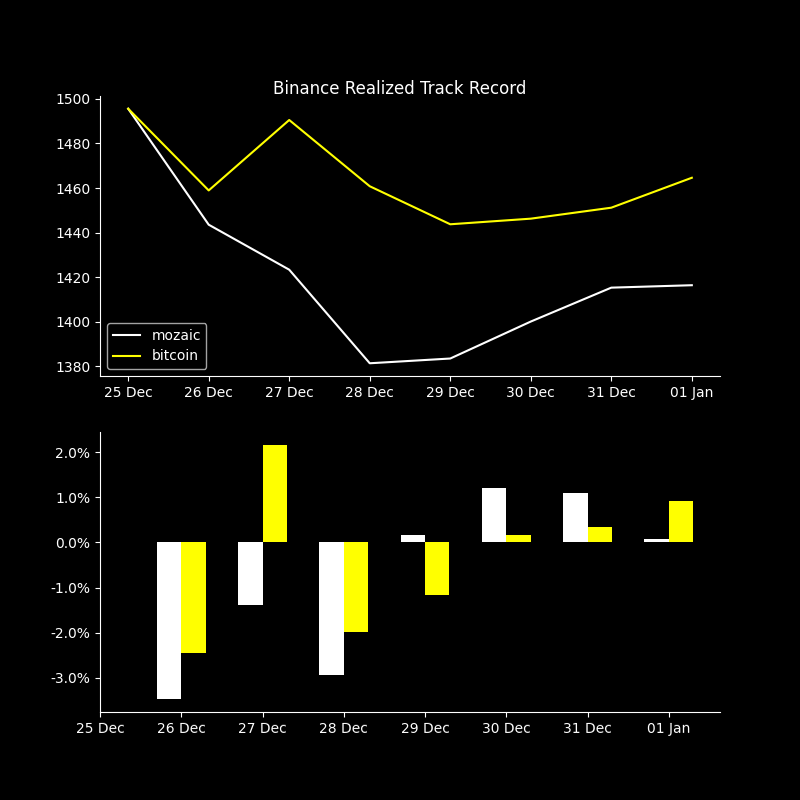 Binance Realized Track Record
1500
1480
1460
1440
1420
1400
1380
mozaic
bitcoin
25 Dec 26 Dec 27 Dec 28 Dec 29 Dec 30 Dec 31 Dec 01 Jan
2.0%
1.0%
0.0%
-1.0%
-2.0%
-3.0%
25 Dec 26 Dec 27 Dec 28 Dec 29 Dec 30 Dec 31 Dec 01 Jan